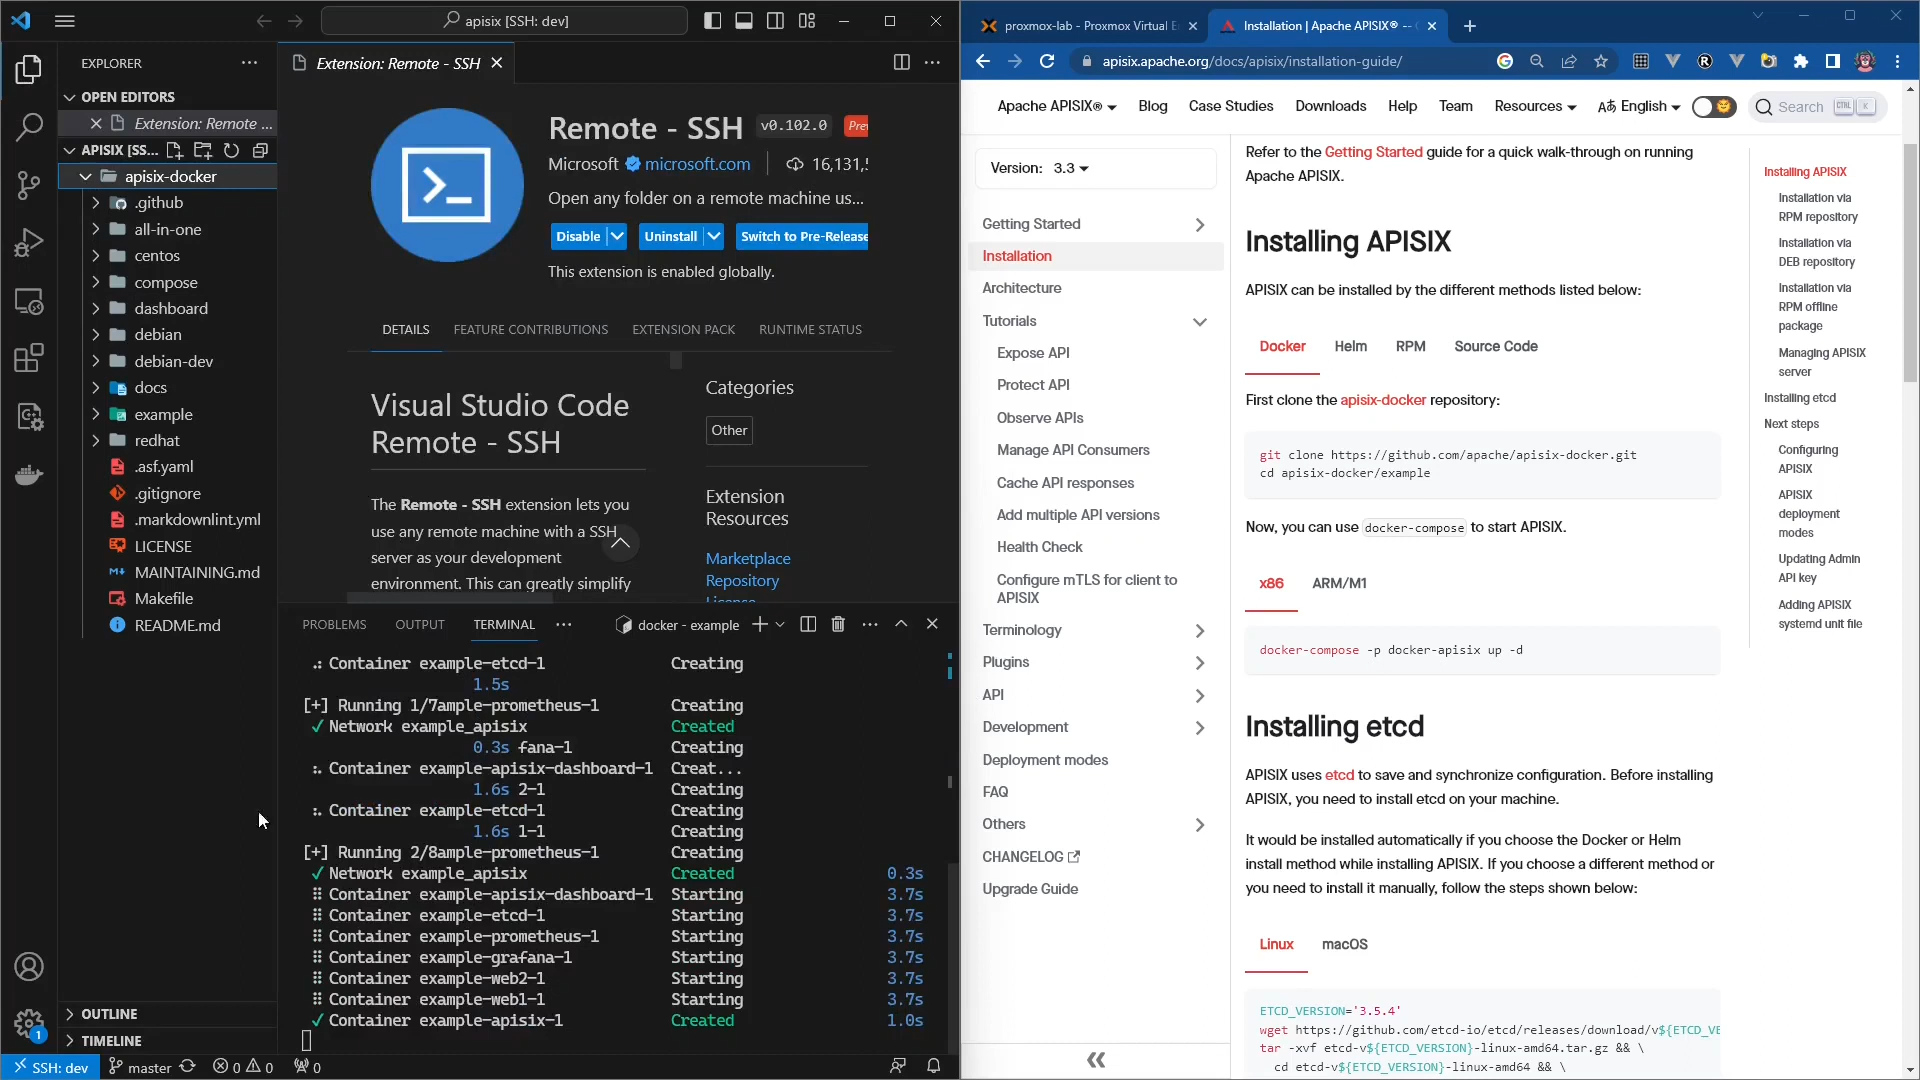 apisix [SSH: dev]
EXPLORER
OPEN EDITORS
Extension: Remote ...
APISIX [SS...
apisix-docker
.github
all-in-one
centos
compose
dashboard
debian
debian-dev
docs
example
redhat
.asf.yaml
.gitignore
.markdownlint.yml
LICENSE
MAINTAINING.md
Makefile
README.md
OUTLINE
TIMELINE
Extension: Remote - SSH
Remote - SSH
v0.102.0
Microsoft microsoft.com
16,131,
Open any folder on a remote machine us...
Disable
Uninstall
Switch to Pre-Release
This extension is enabled globally.
DETAILS FEATURE CONTRIBUTIONS EXTENSION PACK RUNTIME STATUS
Visual Studio Code
Remote - SSH
The Remote - SSH extension lets you
use any remote machine with a SSH
server as your development
environment. This can greatly simplify
Categories
Other
Extension
Resources
Marketplace
Repository
License
PROBLEMS OUTPUT TERMINAL
docker - example
Container example-etcd-1 Creating
1.5s
[+] Running 1/7ample-prometheus-1 Creating
✓ Network example_apisix Created
0.3s fana-1 Creating
Container example-apisix-dashboard-1 Creat...
1.6s 2-1 Creating
Container example-etcd-1 Creating
1.6s 1-1 Creating
[+] Running 2/8ample-prometheus-1 Creating
✓ Network example_apisix Created 0.3s
⠿ Container example-apisix-dashboard-1 Starting 3.7s
⠿ Container example-etcd-1 Starting 3.7s
⠿ Container example-prometheus-1 Starting 3.7s
⠿ Container example-grafana-1 Starting 3.7s
⠿ Container example-web2-1 Starting 3.7s
⠿ Container example-web1-1 Starting 3.7s
✓ Container example-apisix-1 Created 1.0s
1
SSH: dev
master
0 0
0
proxmox-lab - Proxmox Virtual E
Installation | Apache APISIX® --
apisix.apache.org/docs/apisix/installation-guide/
Apache APISIX® Blog Case Studies Downloads Help Team Resources English
Search CTRL K
Version: 3.3
Getting Started
Installation
Architecture
Tutorials
Expose API
Protect API
Observe APIs
Manage API Consumers
Cache API responses
Add multiple API versions
Health Check
Configure mTLS for client to
APISIX
Terminology
Plugins
API
Development
Deployment modes
FAQ
Others
CHANGELOG
Upgrade Guide
Refer to the Getting Started guide for a quick walk-through on running
Apache APISIX.
Installing APISIX
APISIX can be installed by the different methods listed below:
Docker Helm RPM Source Code
First clone the apisix-docker repository:
git clone https://github.com/apache/apisix-docker.git
cd apisix-docker/example
Now, you can use docker-compose to start APISIX.
x86 ARM/M1
docker-compose -p docker-apisix up -d
Installing etcd
APISIX uses etcd to save and synchronize configuration. Before installing
APISIX, you need to install etcd on your machine.
It would be installed automatically if you choose the Docker or Helm
install method while installing APISIX. If you choose a different method or
you need to install it manually, follow the steps shown below:
Linux macOS
ETCD_VERSION='3.5.4'
wget https://github.com/etcd-io/etcd/releases/download/v${ETCD_VE
tar -xvf etcd-v${ETCD_VERSION}-linux-amd64.tar.gz && \
cd etcd-v${ETCD_VERSION}-linux-amd64 && \
Installing APISIX
Installation via
RPM repository
Installation via
DEB repository
Installation via
RPM offline
package
Managing APISIX
server
Installing etcd
Next steps
Configuring
APISIX
APISIX
deployment
modes
Updating Admin
API key
Adding APISIX
systemd unit file